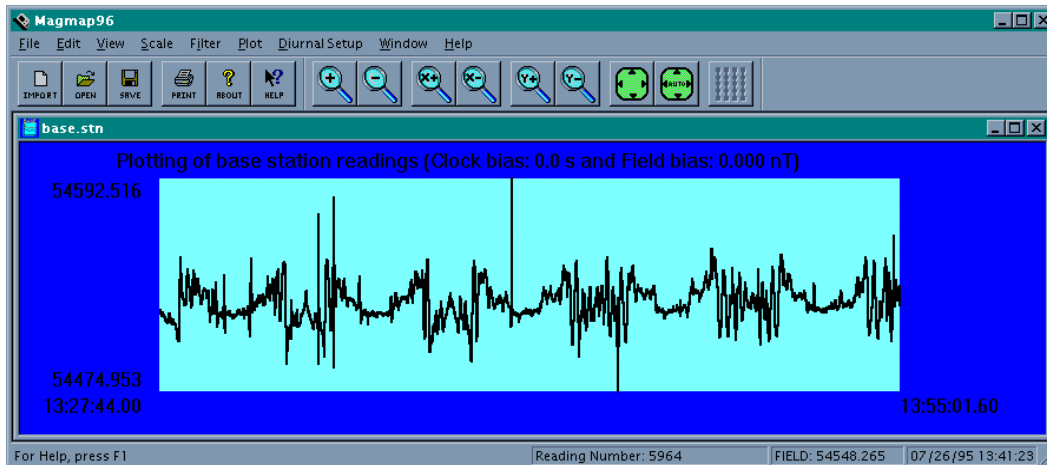 Magmap96
File Edit View Scale Filter Plot Diurnal Setup Window Help
IMPORT OPEN SAVE PRINT ABOUT HELP X+ X- Y+ Y- AUTO
base.stn
Plotting of base station readings (Clock bias: 0.0 s and Field bias: 0.000 nT)
54592.516
54474.953
13:27:44.00 13:55:01.60
For Help, press F1 Reading Number: 5964 FIELD: 54548.265 07/26/95 13:41:23